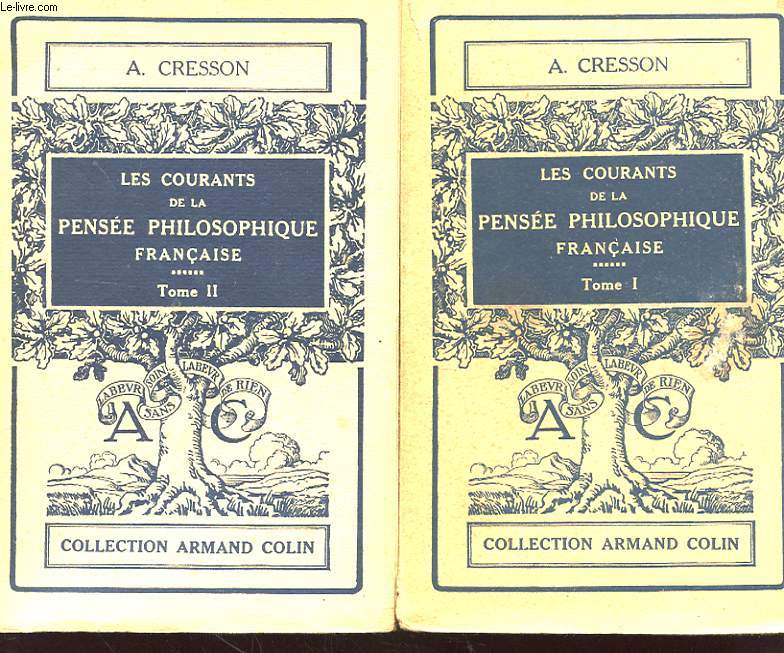 Le-livre.com
A. CRESSON
LES COURANTS
DE LA
PENSÉE PHILOSOPHIQUE
FRANÇAISE
Tome II
LABEVR SANS SOIN LABEVR DE RIEN
A C
COLLECTION ARMAND COLIN
A. CRESSON
LES COURANTS
DE LA
PENSÉE PHILOSOPHIQUE
FRANÇAISE
Tome I
LABEVR SANS SOIN LABEVR DE RIEN
A C
COLLECTION ARMAND COLIN